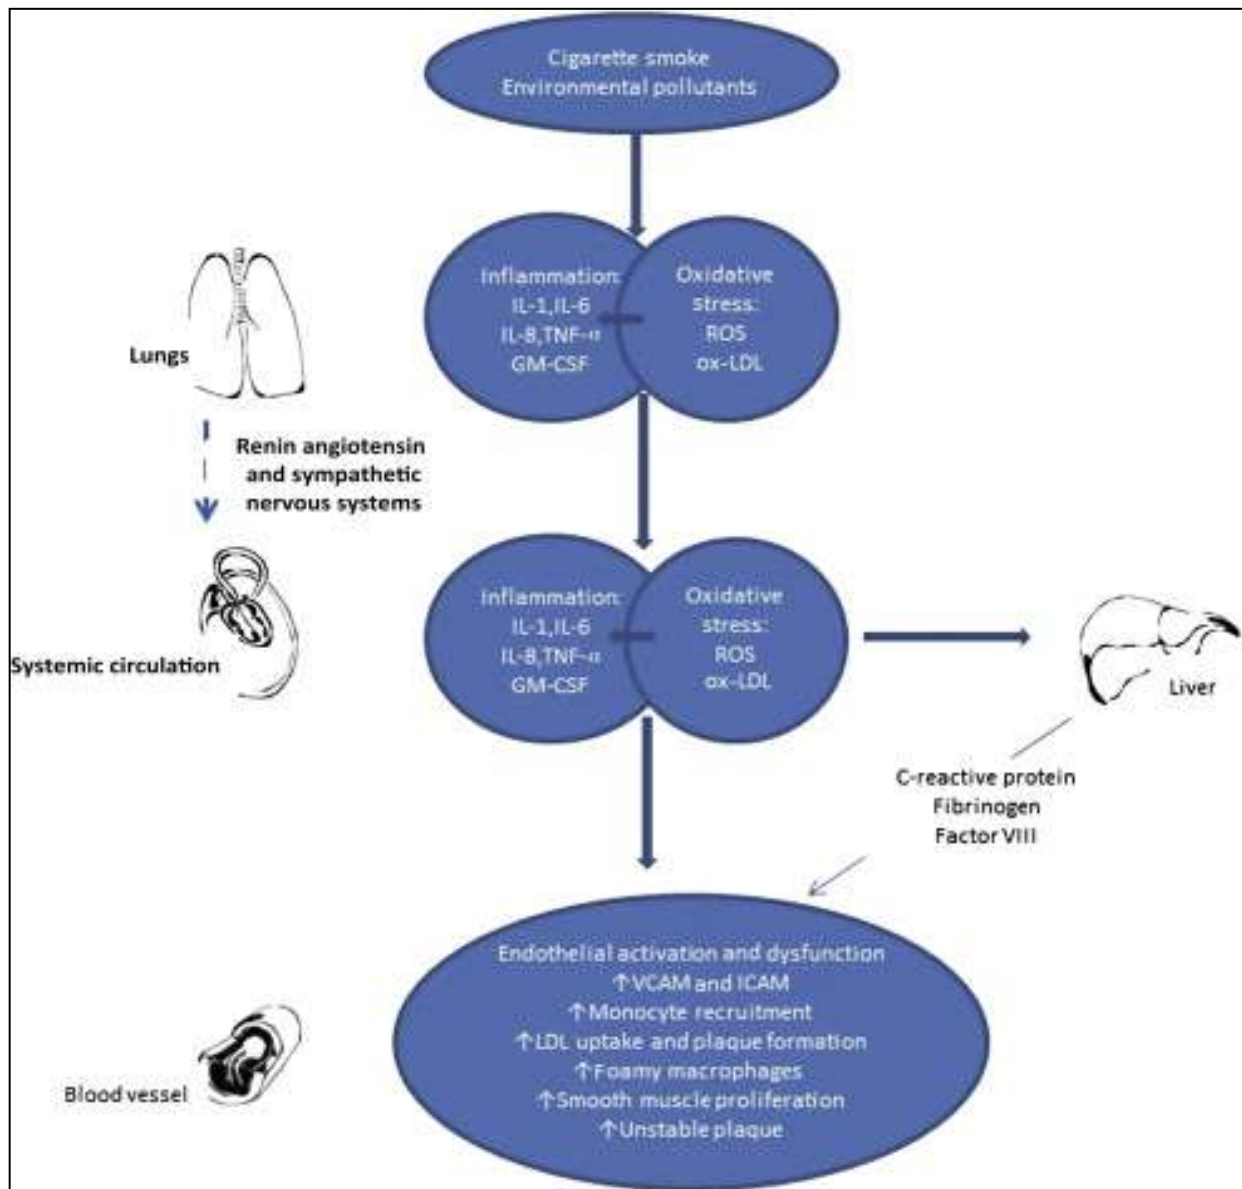 Cigarette smoke
Environmental pollutants
Inflammation:
IL-1,IL-6
IL-8,TNF-α
GM-CSF
Oxidative
stress:
ROS
ox-LDL
Lungs
Renin angiotensin
and sympathetic
nervous systems
Inflammation:
IL-1,IL-6
IL-8,TNF-α
GM-CSF
Oxidative
stress:
ROS
ox-LDL
Systemic circulation
Liver
C-reactive protein
Fibrinogen
Factor VIII
Endothelial activation and dysfunction
↑VCAM and ICAM
↑Monocyte recruitment
↑LDL uptake and plaque formation
↑Foamy macrophages
↑Smooth muscle proliferation
↑Unstable plaque
Blood vessel